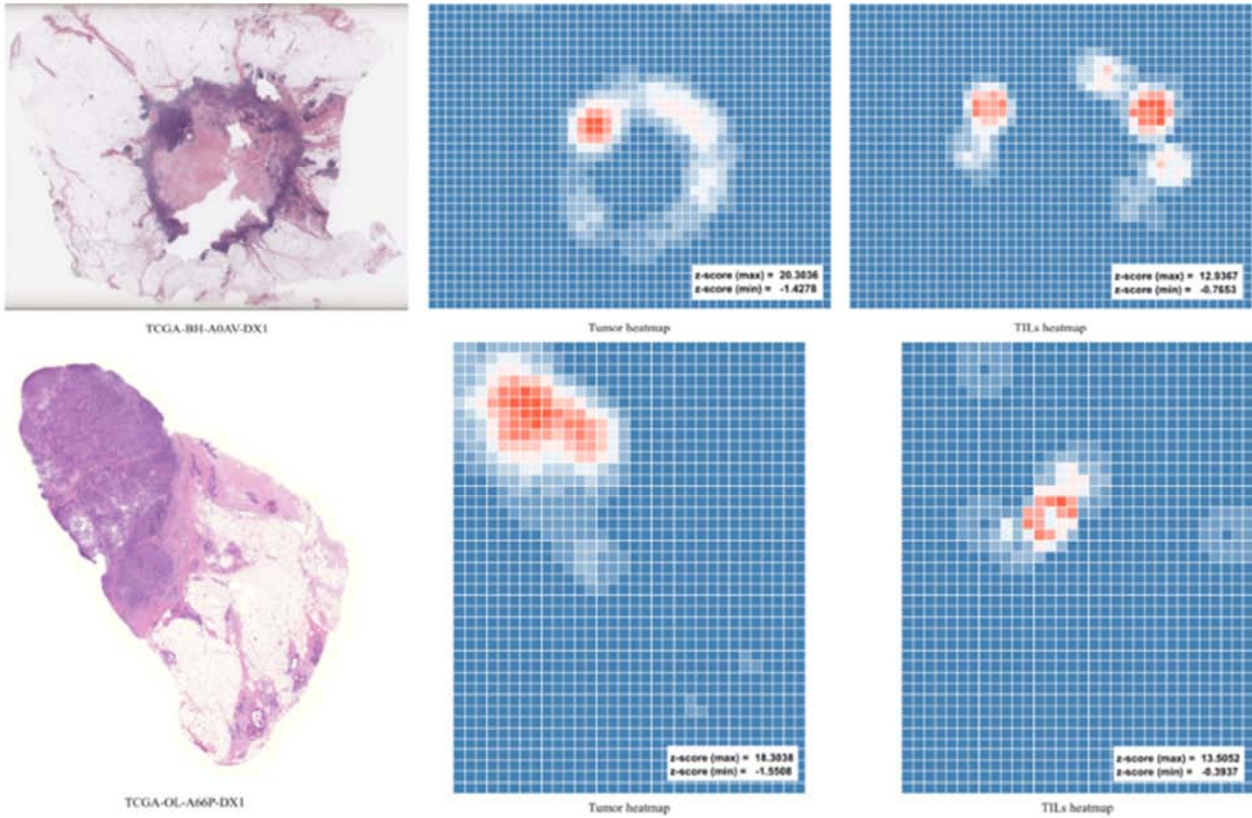 z-score (max) = 20.3036
z-score (min) = -1.4278
z-score (max) = 12.0367
z-score (min) = -0.7653
TCGA-BH-A0AV-DX1
Tumor heatmap
TILs heatmap
z-score (max) = 18.3038
z-score (min) = -1.5508
z-score (max) = 13.5052
z-score (min) = -0.3937
TCGA-OL-A66P-DX1
Tumor heatmap
TILs heatmap